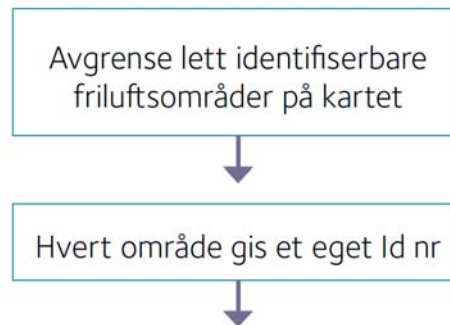 Avgrense lett identifiserbare
friluftsområder på kartet
Hvert område gis et eget Id nr